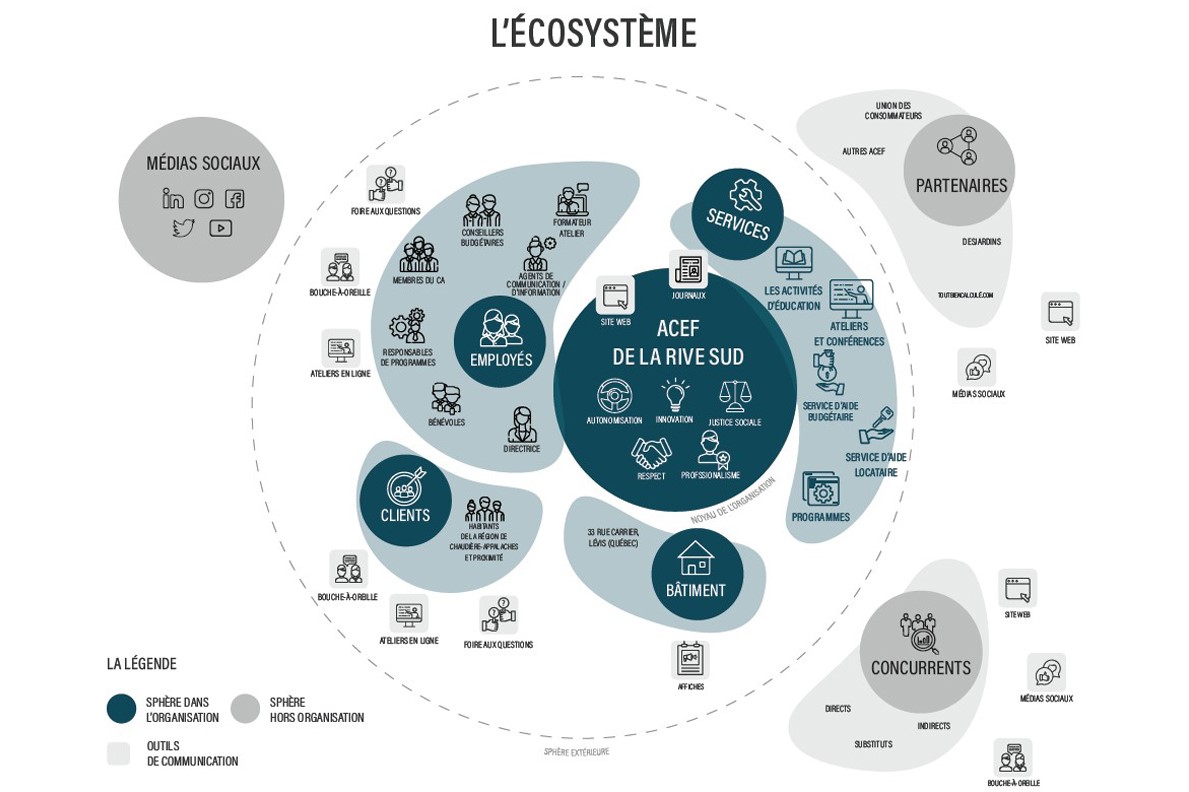 L'ÉCOSYSTÈME
MÉDIAS SOCIAUX
FOIRE AUX QUESTIONS
BOUCHE-À-OREILLE
ATELIERS EN LIGNE
CONSEILLERS
BUDGÉTAIRES
FORMATEUR
ATELIER
MEMBRES DU CA
AGENTS DE
COMMUNICATION /
D'INFORMATION
RESPONSABLES
DE PROGRAMMES
EMPLOYÉS
BÉNÉVOLES
DIRECTRICE
SITE WEB
JOURNAUX
ACEF
DE LA RIVE SUD
AUTONOMISATION
INNOVATION
JUSTICE SOCIALE
RESPECT
PROFSSIONALISME
NOYAU DE L'ORGANISATION
SERVICES
LES ACTIVITÉS
D'ÉDUCATION
ATELIERS
ET CONFÉRENCES
SERVICE D'AIDE
BUDGÉTAIRE
SERVICE D'AIDE
LOCATAIRE
PROGRAMMES
UNION DES
CONSOMMATEURS
AUTRES ACEF
PARTENAIRES
DESJARDINS
TOUTBIENCALCULÉ.COM
SITE WEB
MÉDIAS SOCIAUX
CLIENTS
HABITANTS
DE LA RÉGION DE
CHAUDIÈRE-APPALACHES
ET PROXIMITÉ
BOUCHE-À-OREILLE
ATELIERS EN LIGNE
FOIRE AUX QUESTIONS
33 RUE CARRIER,
LÉVIS (QUÉBEC)
BÂTIMENT
AFFICHES
CONCURRENTS
DIRECTS
INDIRECTS
SUBSTITUTS
SITE WEB
MÉDIAS SOCIAUX
BOUCHE-À-OREILLE
SPHÈRE EXTÉRIEURE
LA LÉGENDE
SPHÈRE DANS
L'ORGANISATION
SPHÈRE
HORS ORGANISATION
OUTILS
DE COMMUNICATION